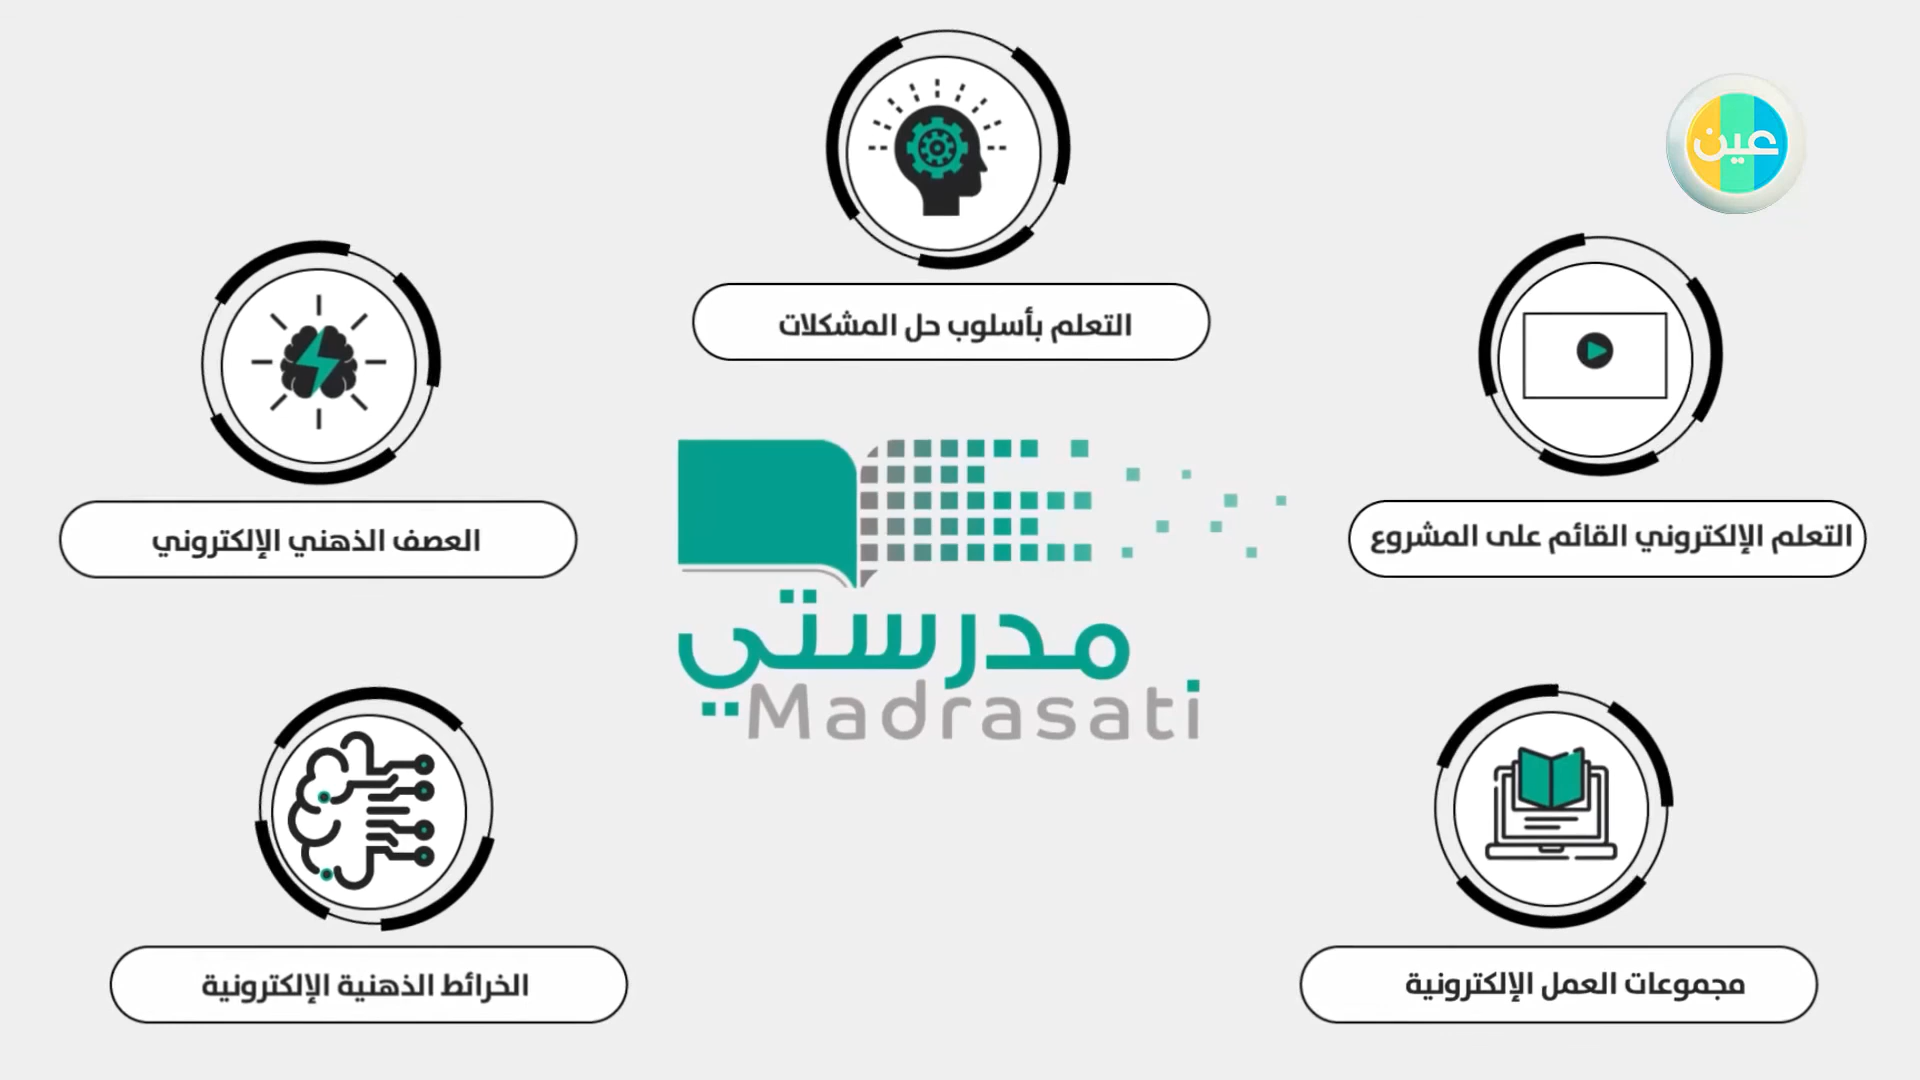 عين
التعلم بأسلوب حل المشكلات
التعلم الإلكتروني القائم على المشروع
العصف الذهني الإلكتروني
مدرستي
Madrasati
مجموعات العمل الإلكترونية
الخرائط الذهنية الإلكترونية